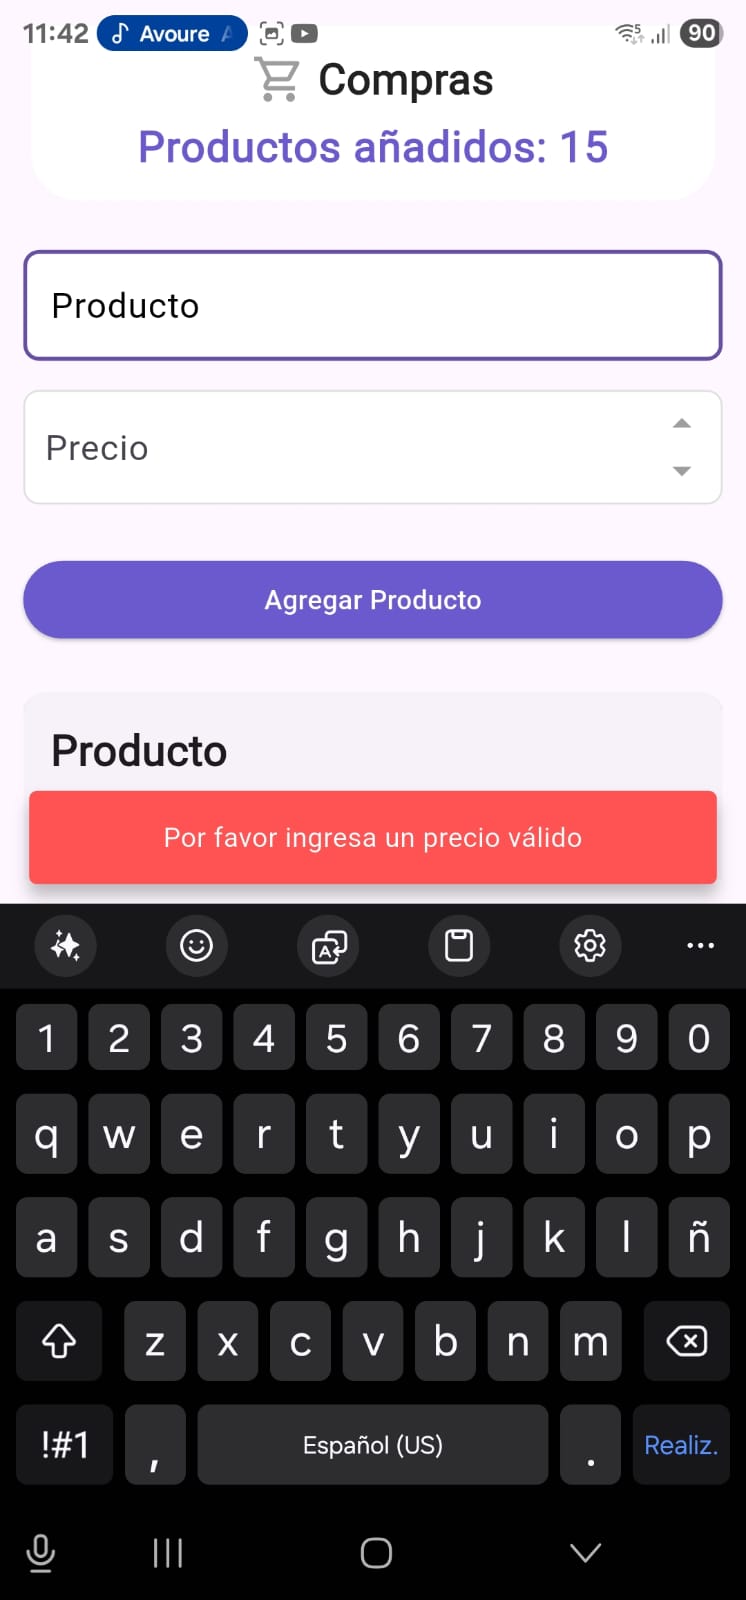 11:42 Avoure A 5 90
Compras
Productos añadidos: 15
Producto
Precio
Agregar Producto
Producto
Por favor ingresa un precio válido
A
1 2 3 4 5 6 7 8 9 0
q w e r t y u i o p
a s d f g h j k l ñ
z x c v b n m
!#1 , Español (US) . Realiz.